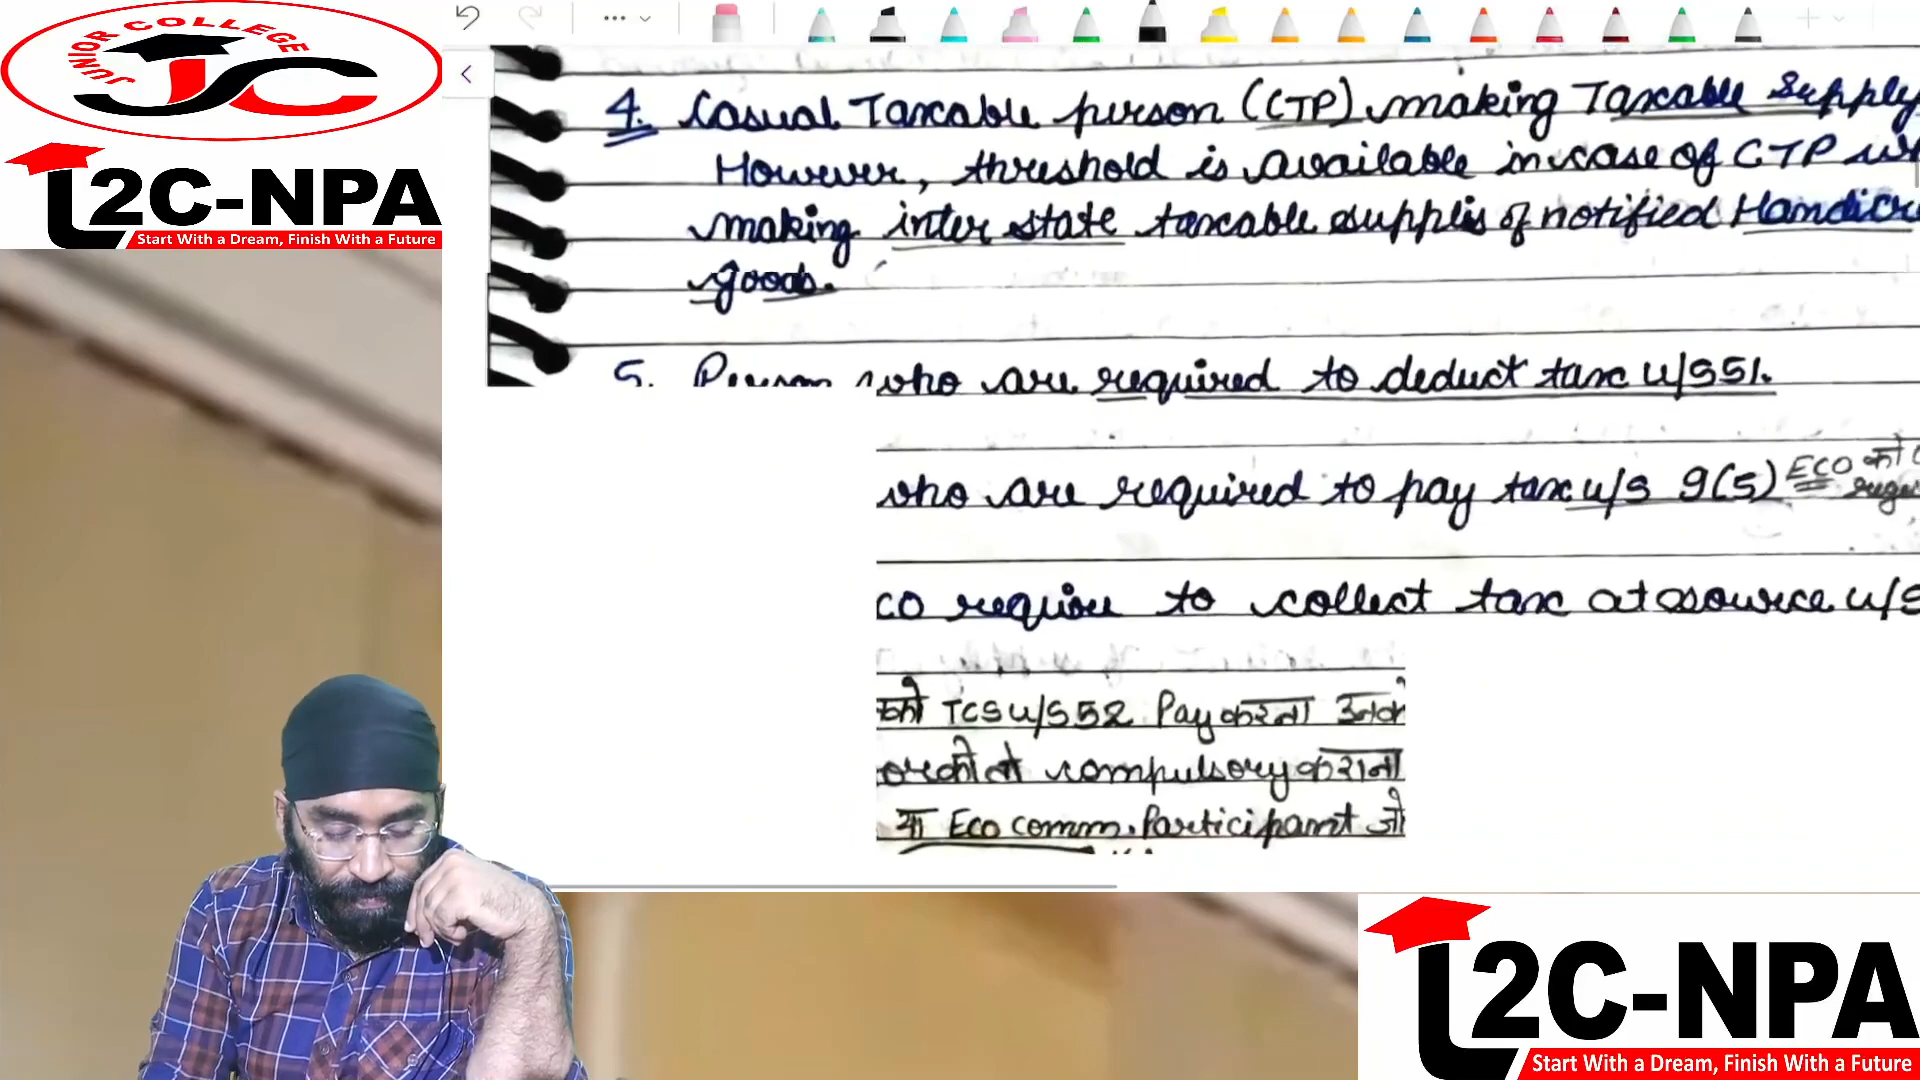 JUNIOR COLLEGE
JC
L2C-NPA
Start With a Dream, Finish With a Future
4. Casual Taxable person (CTP) making Taxable Supply
However, threshold is available in case of CTP
making inter state taxable supplies of notified
goods.
5. Person who are required to deduct tax u/s 51.
who are required to pay tax u/s 9(5) ECO को
CO require to collect tax at source u/s
को TCS u/s 52 Pay करना
compulsory कराना
या Eco comm. Participant जो
L2C-NPA
Start With a Dream, Finish With a Future